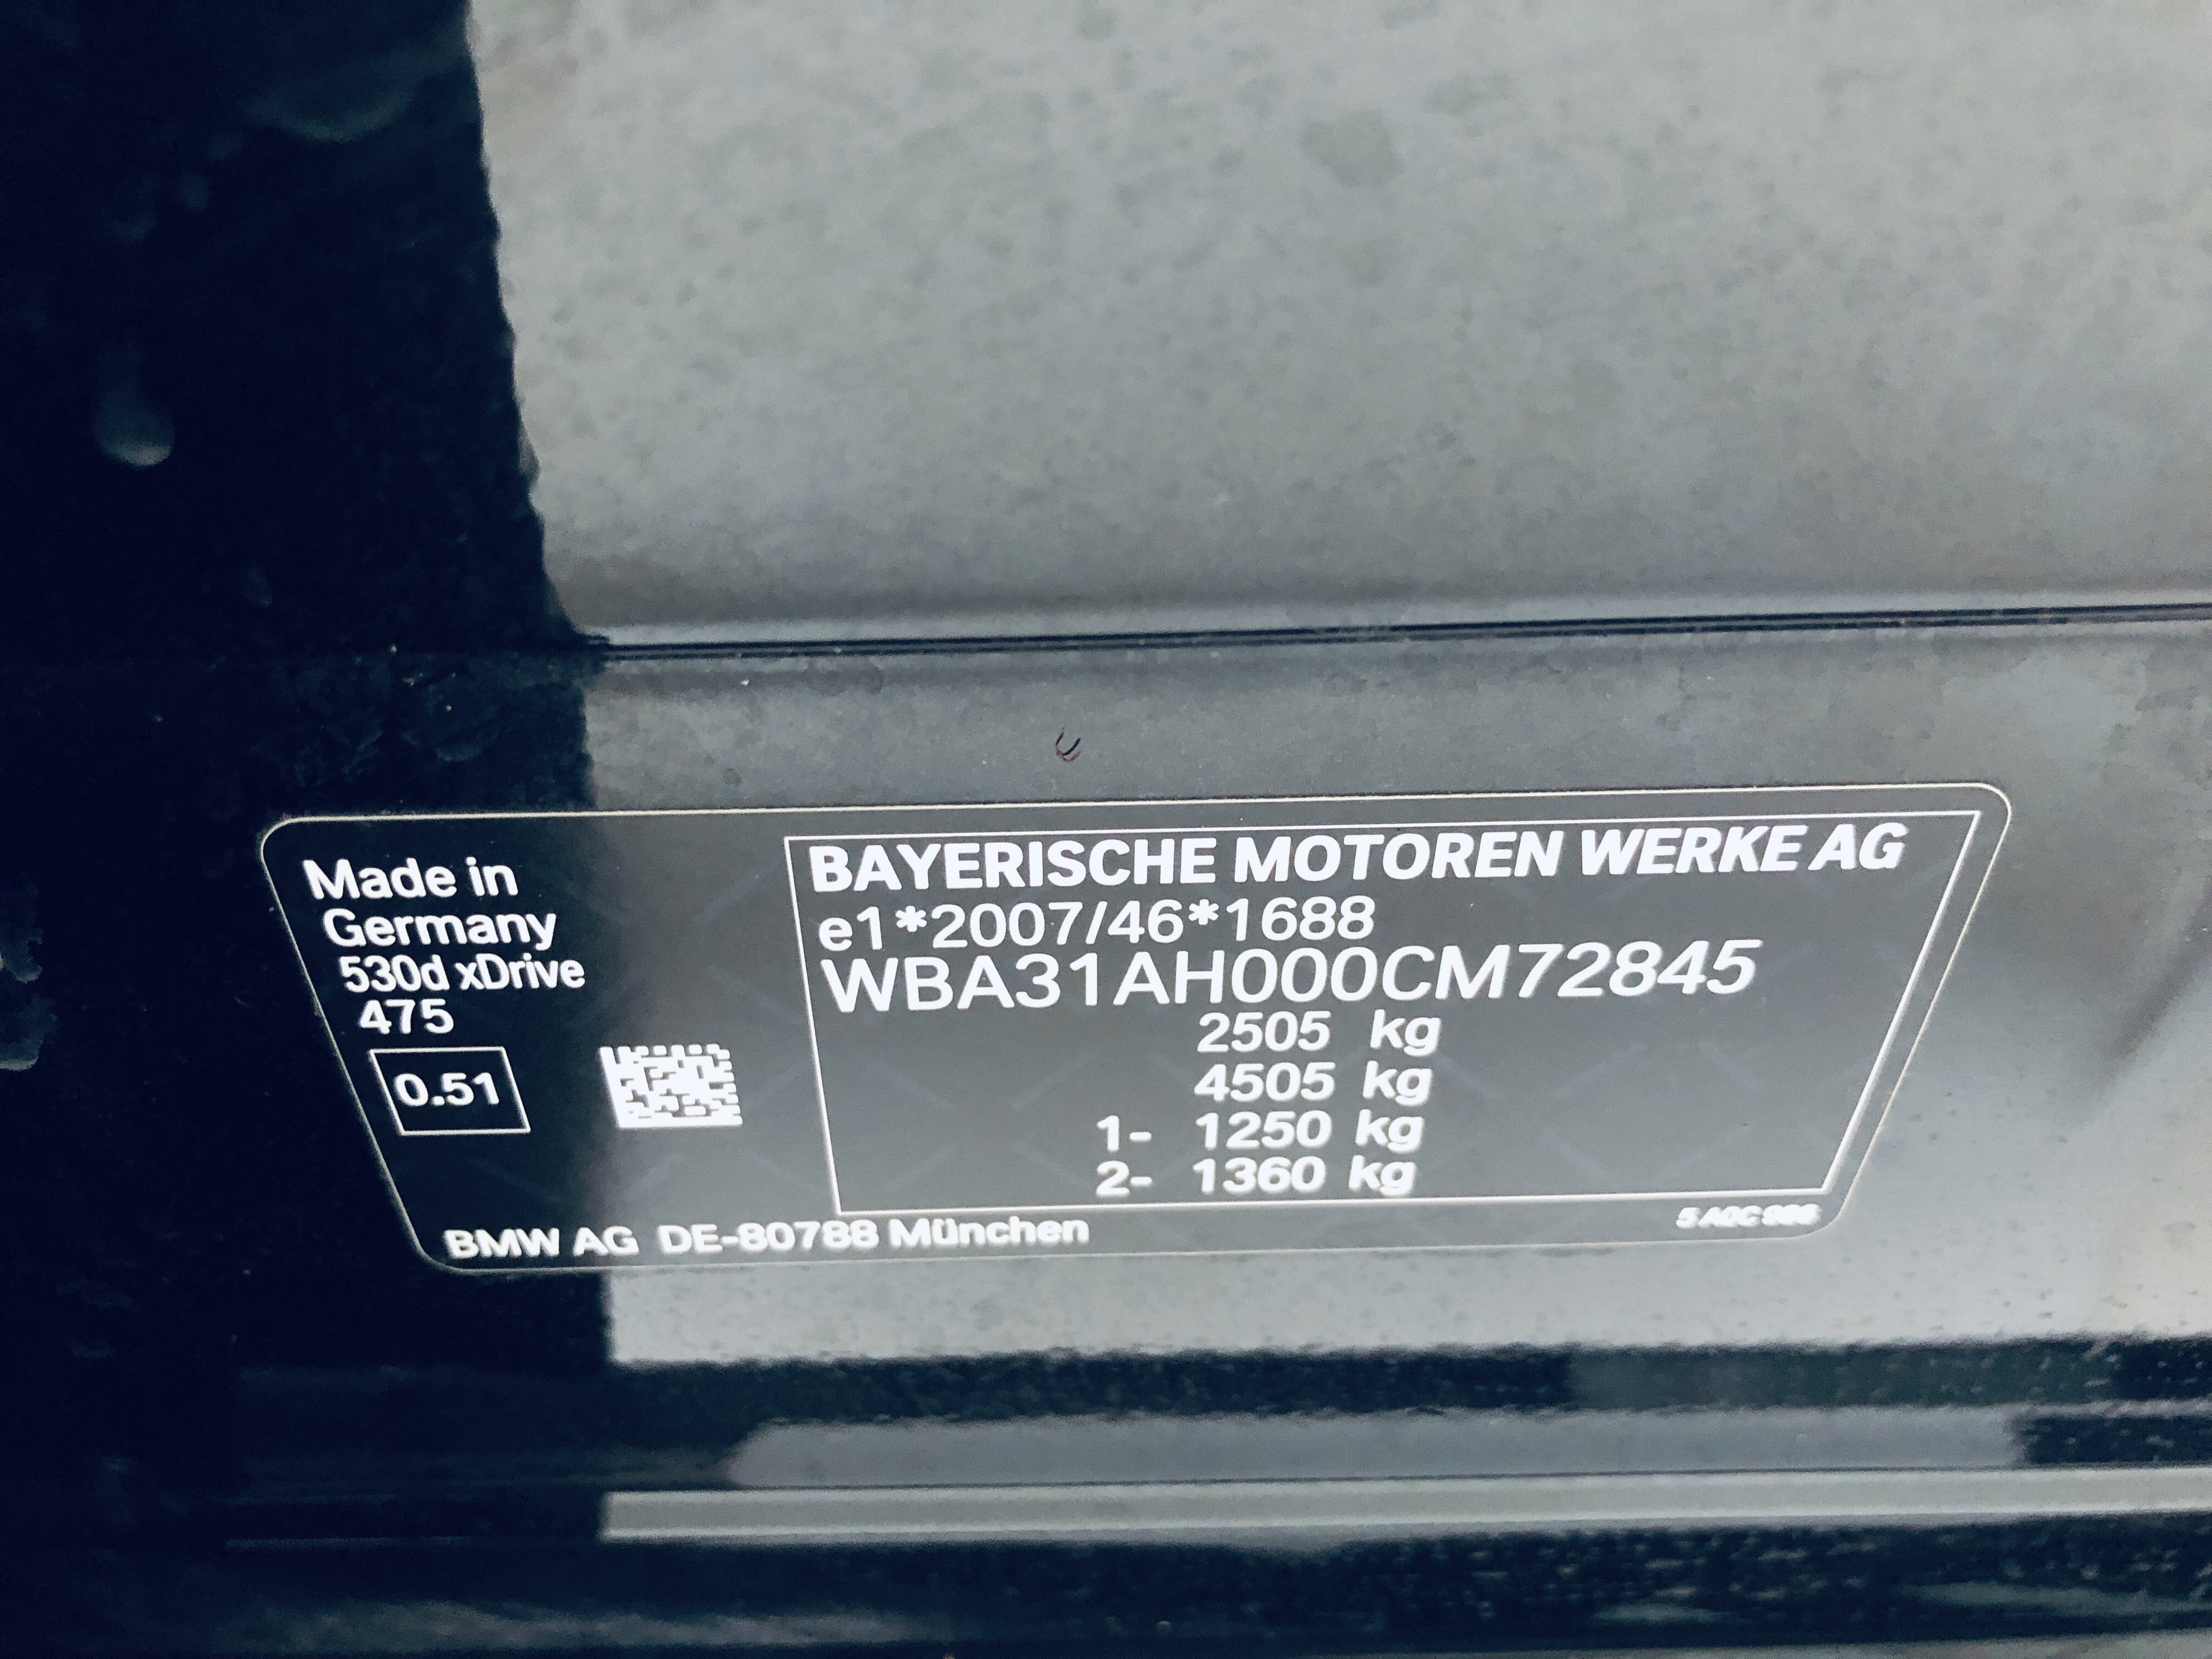 Made in
Germany
530d xDrive
475
0.51
BAYERISCHE MOTOREN WERKE AG
e1*2007/46*1688
WBA31AH000CM72845
2505 kg
4505 kg
1- 1250 kg
2- 1360 kg
BMW AG DE-80788 München